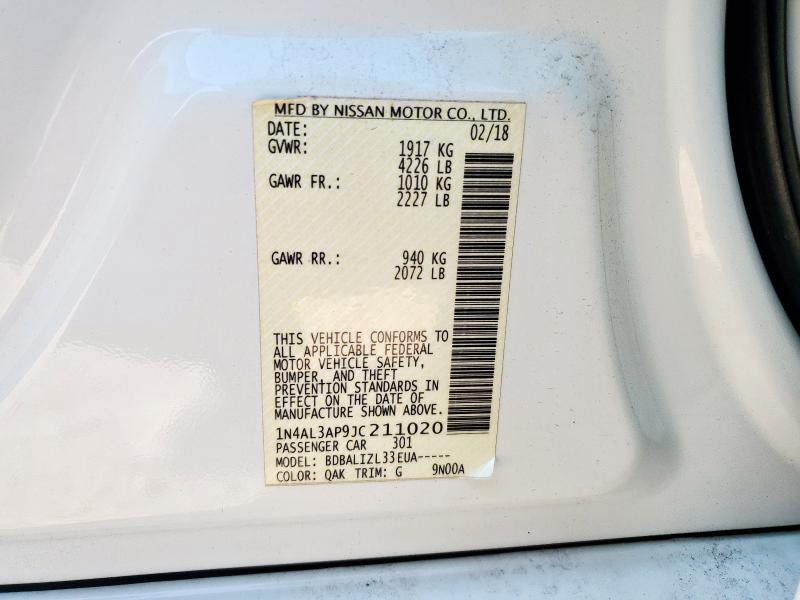 MFD BY NISSAN MOTOR CO., LTD.
DATE: 02/18
GVWR: 1917 KG
4226 LB
GAWR FR.: 1010 KG
2227 LB
GAWR RR.: 940 KG
2072 LB
THIS VEHICLE CONFORMS TO
ALL APPLICABLE FEDERAL
MOTOR VEHICLE SAFETY,
BUMPER, AND THEFT
PREVENTION STANDARDS IN
EFFECT ON THE DATE OF
MANUFACTURE SHOWN ABOVE.
1N4AL3AP9JC211020
PASSENGER CAR 301
MODEL: BDBALIZL33EUA-----
COLOR: QAK TRIM: G 9N00A